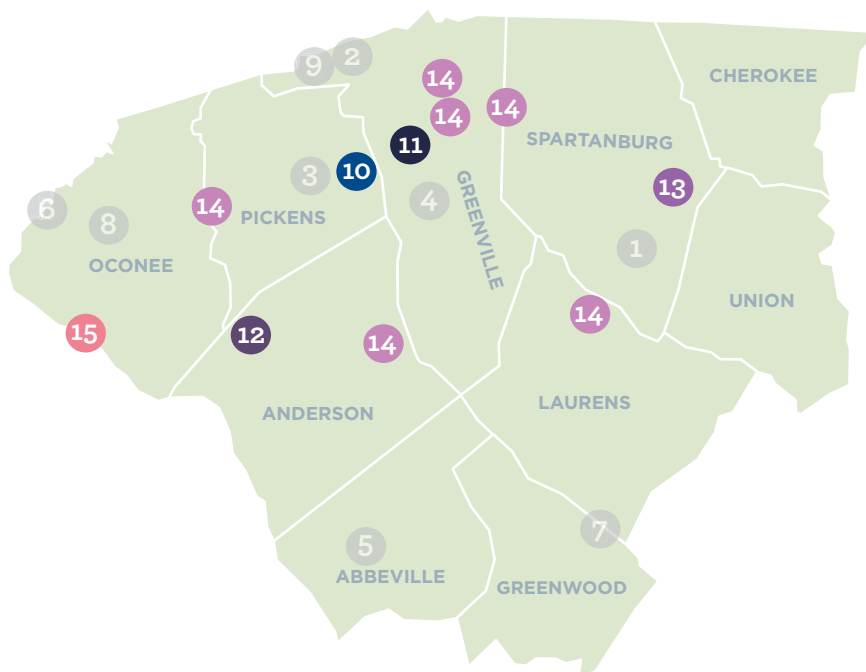 9
2
14
CHEROKEE
14
14
11
SPARTANBURG
10
3
13
GREENVILLE
4
6
14
PICKENS
8
1
OCONEE
UNION
14
15
12
14
LAURENS
ANDERSON
7
5
ABBEVILLE
GREENWOOD